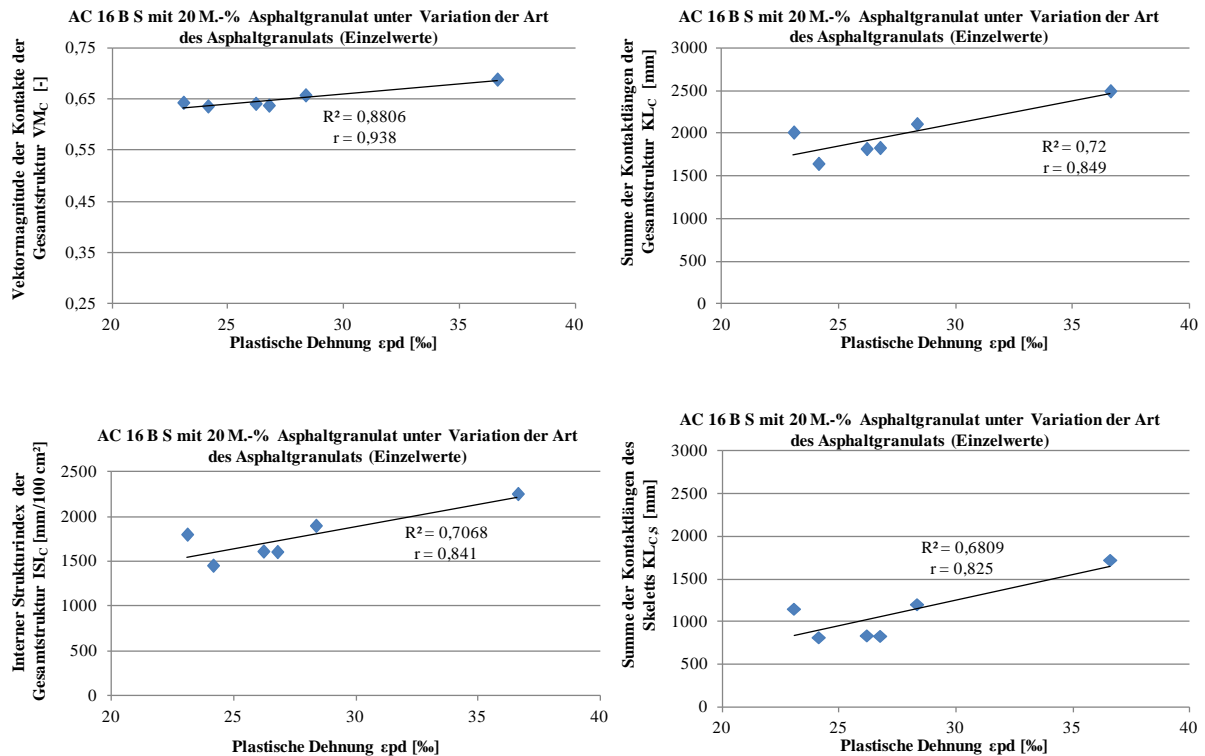 AC 16 B S mit 20 M.-% Asphaltgranulat unter Variation der Art
des Asphaltgranulats (Einzelwerte)
Vektormagnitude der Kontakte der
Gesamtstruktur VMC [-]
0,75
0,65
0,55
0,45
0,35
0,25
R² = 0,8806
r = 0,938
20
25
30
35
40
Plastische Dehnung εpd [‰]
AC 16 B S mit 20 M.-% Asphaltgranulat unter Variation der Art
des Asphaltgranulats (Einzelwerte)
Summe der Kontaktlängen der
Gesamtstruktur KLC [mm]
3000
2500
2000
1500
1000
500
0
R² = 0,72
r = 0,849
20
25
30
35
40
Plastische Dehnung εpd [‰]
AC 16 B S mit 20 M.-% Asphaltgranulat unter Variation der Art
des Asphaltgranulats (Einzelwerte)
Interner Strukturindex der
Gesamtstruktur ISIC [mm/100 cm²]
2500
2000
1500
1000
500
0
R² = 0,7068
r = 0,841
20
25
30
35
40
Plastische Dehnung εpd [‰]
AC 16 B S mit 20 M.-% Asphaltgranulat unter Variation der Art
des Asphaltgranulats (Einzelwerte)
Summe der Kontaktlängen des
Skeletts KLC,S [mm]
3000
2500
2000
1500
1000
500
0
R² = 0,6809
r = 0,825
20
25
30
35
40
Plastische Dehnung εpd [‰]